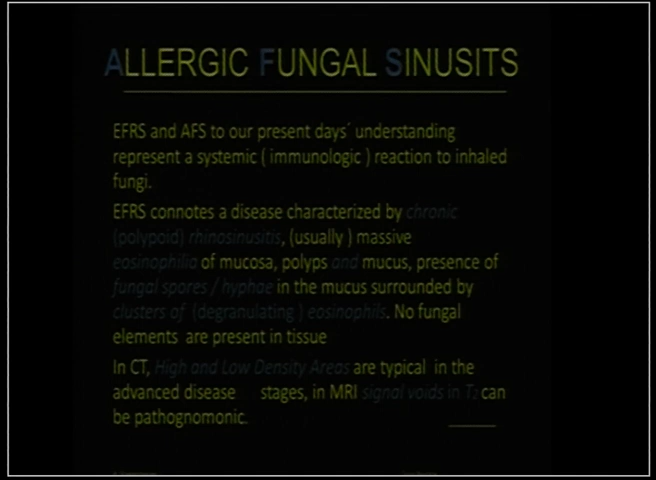 ALLERGIC FUNGAL SINUSITS
EFRS and AFS to our present days´ understanding
represent a systemic ( immunologic ) reaction to inhaled
fungi.
EFRS connotes a disease characterized by chronic
(polypoid) rhinosinusitis, (usually ) massive
eosinophilia of mucosa, polyps and mucus, presence of
fungal spores / hyphae in the mucus surrounded by
clusters of (degranulating ) eosinophils. No fungal
elements are present in tissue
In CT, High and Low Density Areas are typical in the
advanced disease stages, in MRI signal voids in T2 can
be pathognomonic.